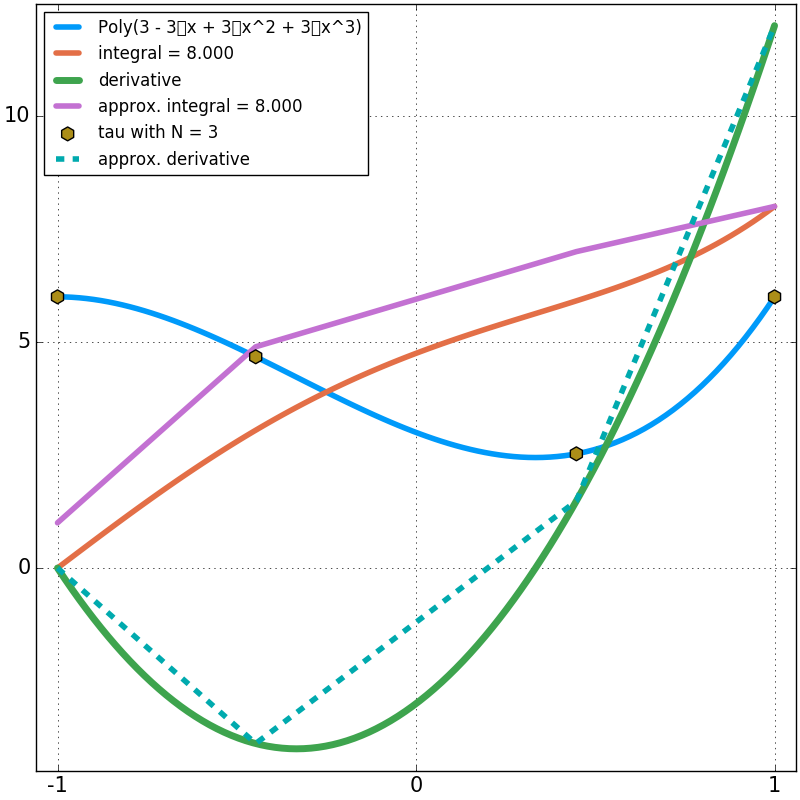 Poly(3 - 3▯x + 3▯x^2 + 3▯x^3)
integral = 8.000
derivative
approx. integral = 8.000
tau with N = 3
approx. derivative
10
5
0
-1 0 1